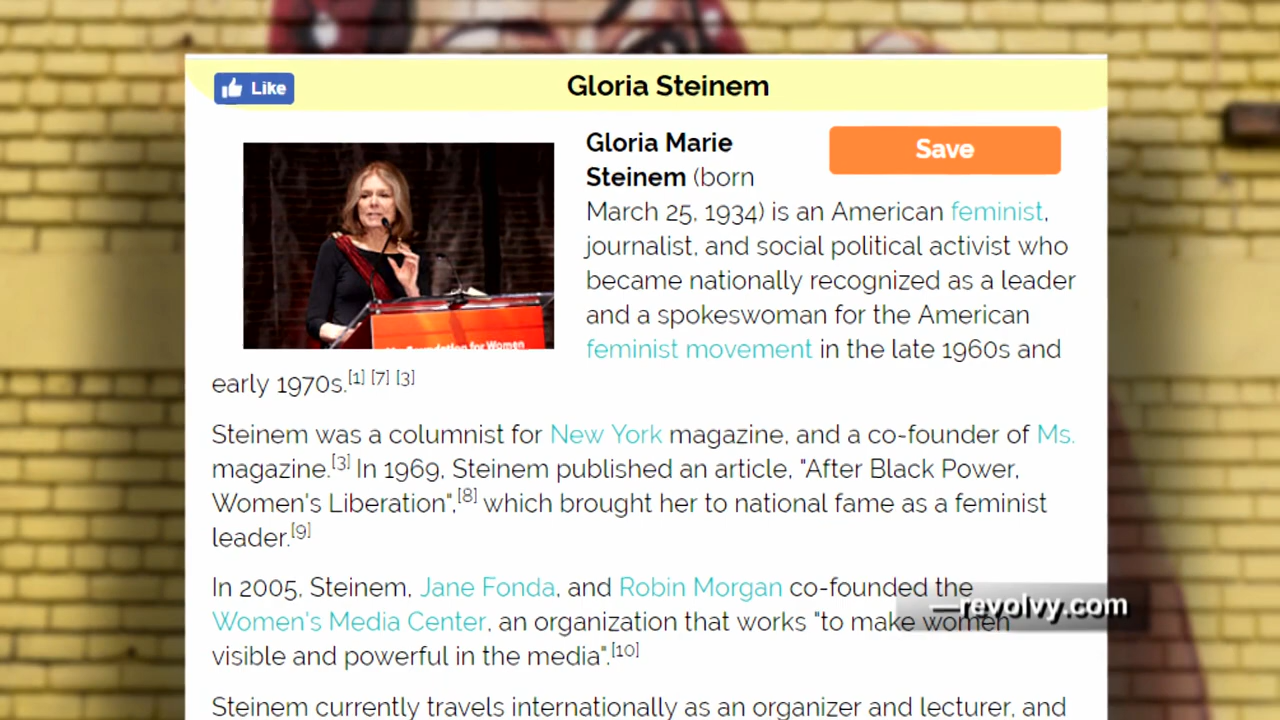 Like
Gloria Steinem
Save
Gloria Marie
Steinem (born
March 25, 1934) is an American feminist,
journalist, and social political activist who
became nationally recognized as a leader
and a spokeswoman for the American
feminist movement in the late 1960s and
early 1970s.[1] [7] [3]
Foundation for Women
Steinem was a columnist for New York magazine, and a co-founder of Ms.
magazine.[3] In 1969, Steinem published an article, "After Black Power,
Women's Liberation",[8] which brought her to national fame as a feminist
leader.[9]
In 2005, Steinem, Jane Fonda, and Robin Morgan co-founded the
Women's Media Center, an organization that works "to make women
visible and powerful in the media".[10]
—revolvy.com
Steinem currently travels internationally as an organizer and lecturer, and